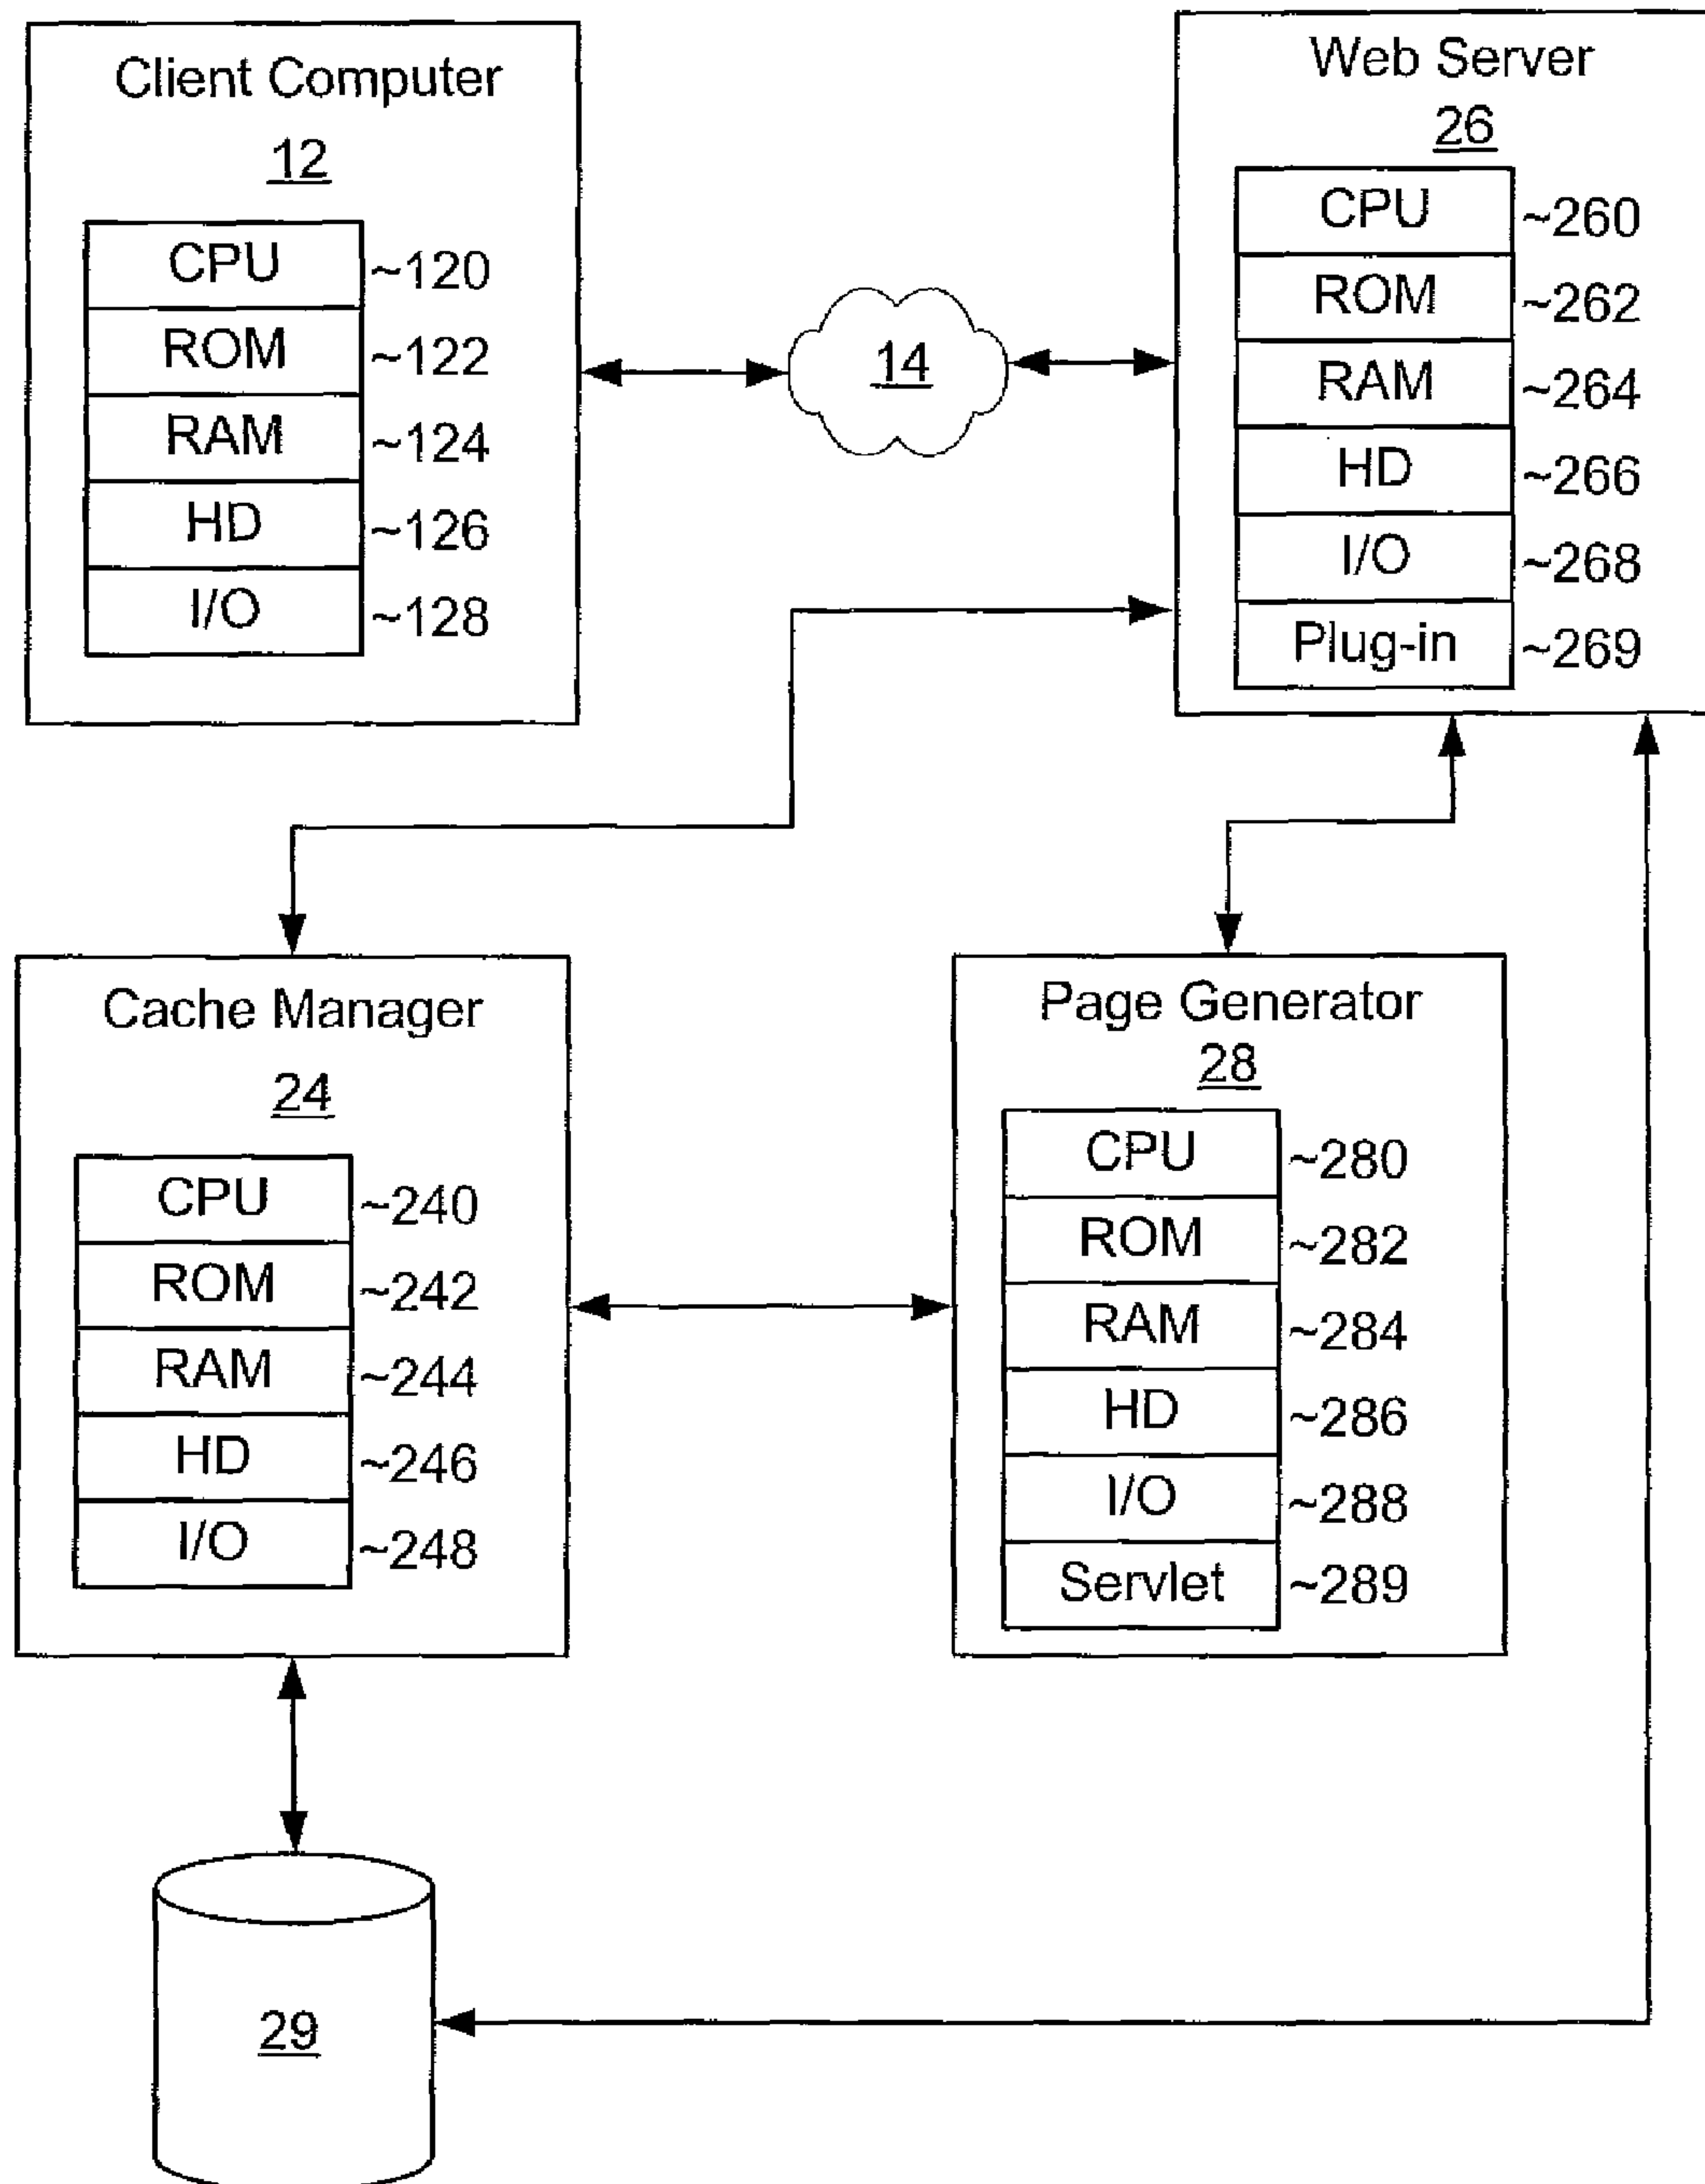 Client Computer
12
CPU ~120
ROM ~122
RAM ~124
HD ~126
I/O ~128
14
Web Server
26
CPU ~260
ROM ~262
RAM ~264
HD ~266
I/O ~268
Plug-in ~269
Cache Manager
24
CPU ~240
ROM ~242
RAM ~244
HD ~246
I/O ~248
Page Generator
28
CPU ~280
ROM ~282
RAM ~284
HD ~286
I/O ~288
Servlet ~289
29